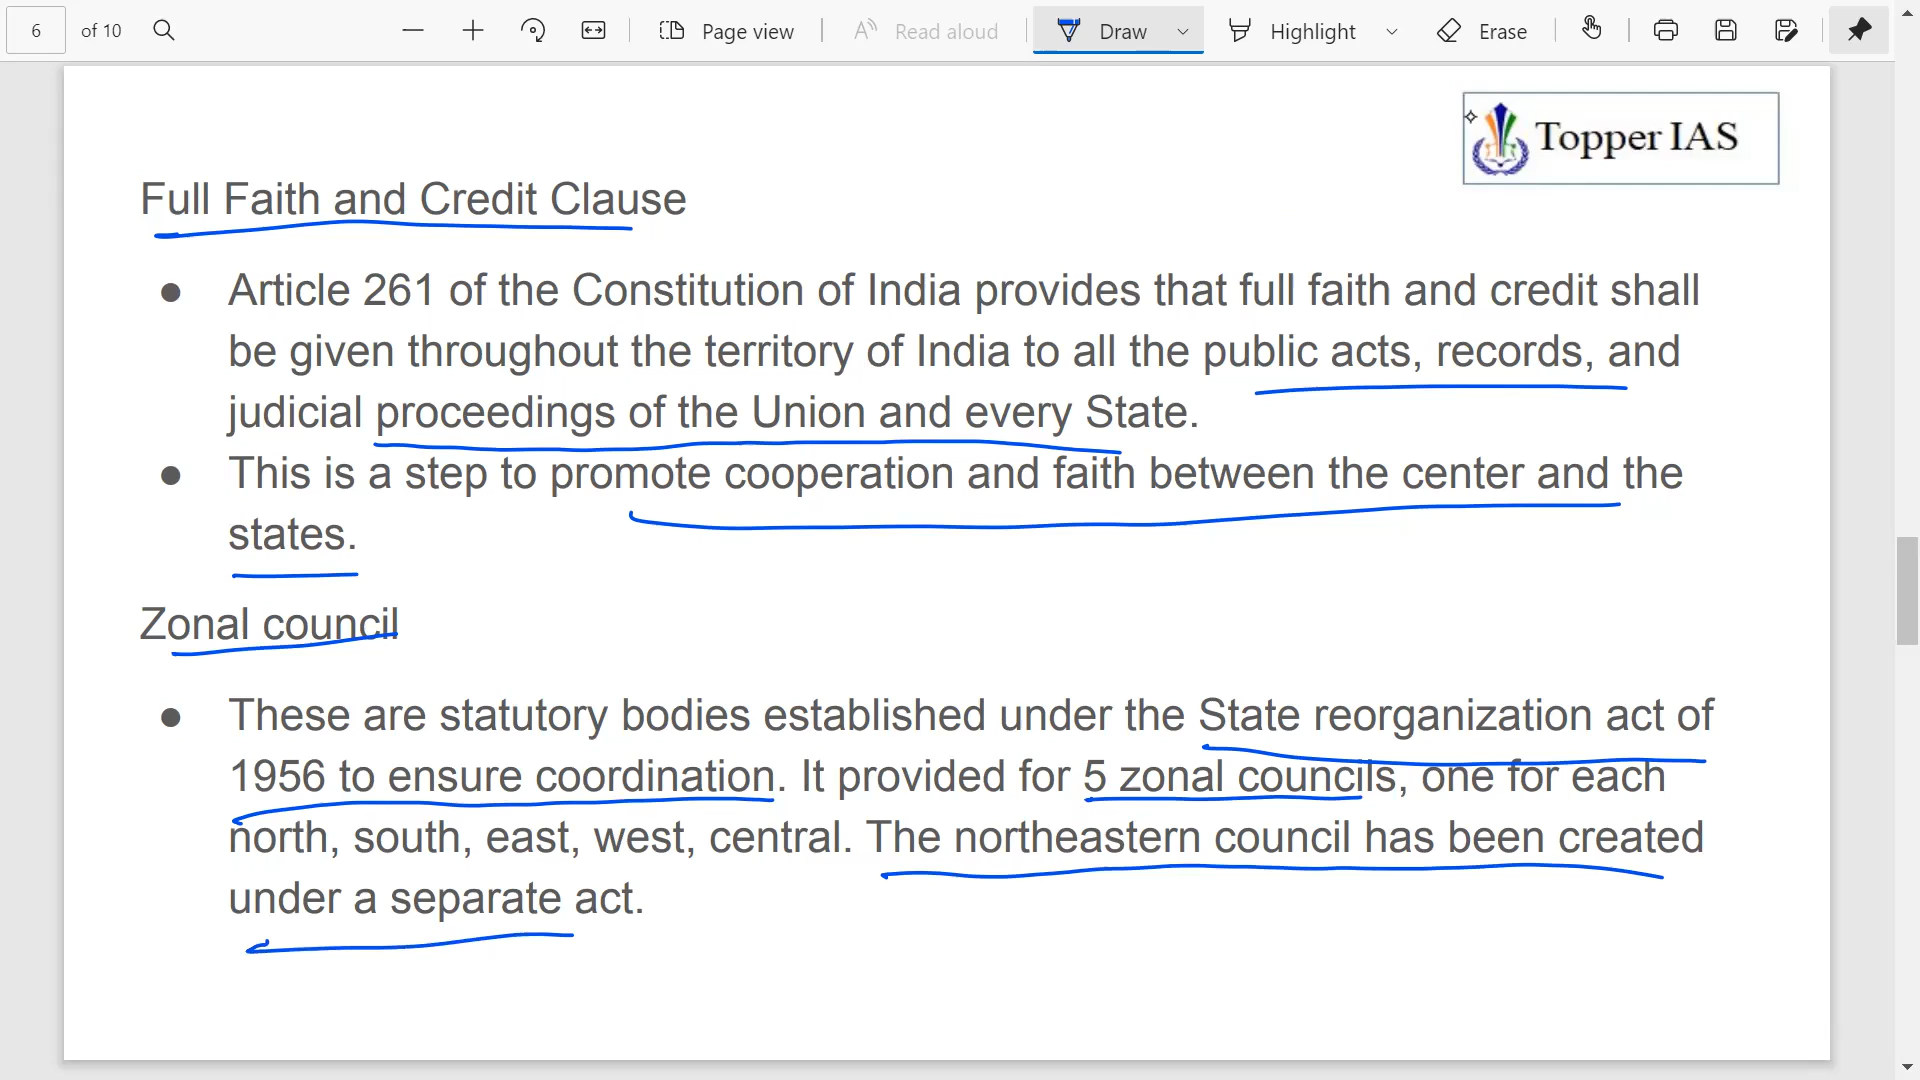 6 of 10 Page view Read aloud Draw Highlight Erase
Topper IAS
Full Faith and Credit Clause
● Article 261 of the Constitution of India provides that full faith and credit shall
be given throughout the territory of India to all the public acts, records, and
judicial proceedings of the Union and every State.
● This is a step to promote cooperation and faith between the center and the
states.
Zonal council
● These are statutory bodies established under the State reorganization act of
1956 to ensure coordination. It provided for 5 zonal councils, one for each
north, south, east, west, central. The northeastern council has been created
under a separate act.